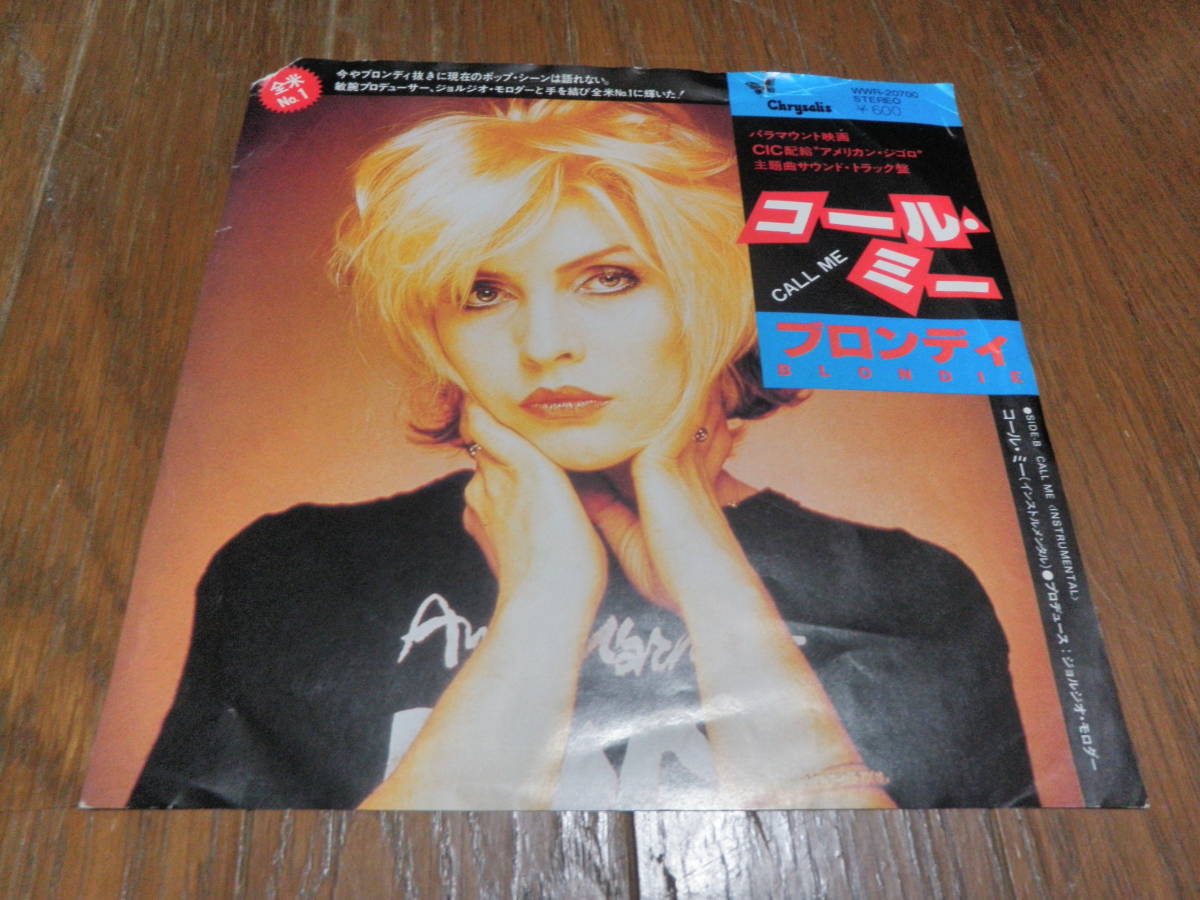 全米
No.1
今やブロンディ抜きに現在のポップ・シーンは語れない。
敏腕プロデューサー、ジョルジオ・モロダーと手を結び全米No.1に輝いた!
Chrysalis
WWR-20700
STEREO
¥600
パラマウント映画
CIC配給"アメリカン・ジゴロ"
主題曲サウンド・トラック盤
コール・
ミー
CALL ME
ブロンディ
BLONDIE
●SIDE-B/CALL ME 〈INSTRUMENTAL〉
コール・ミー〈インストルメンタル〉●プロデュース:ジョルジオ・モロダー